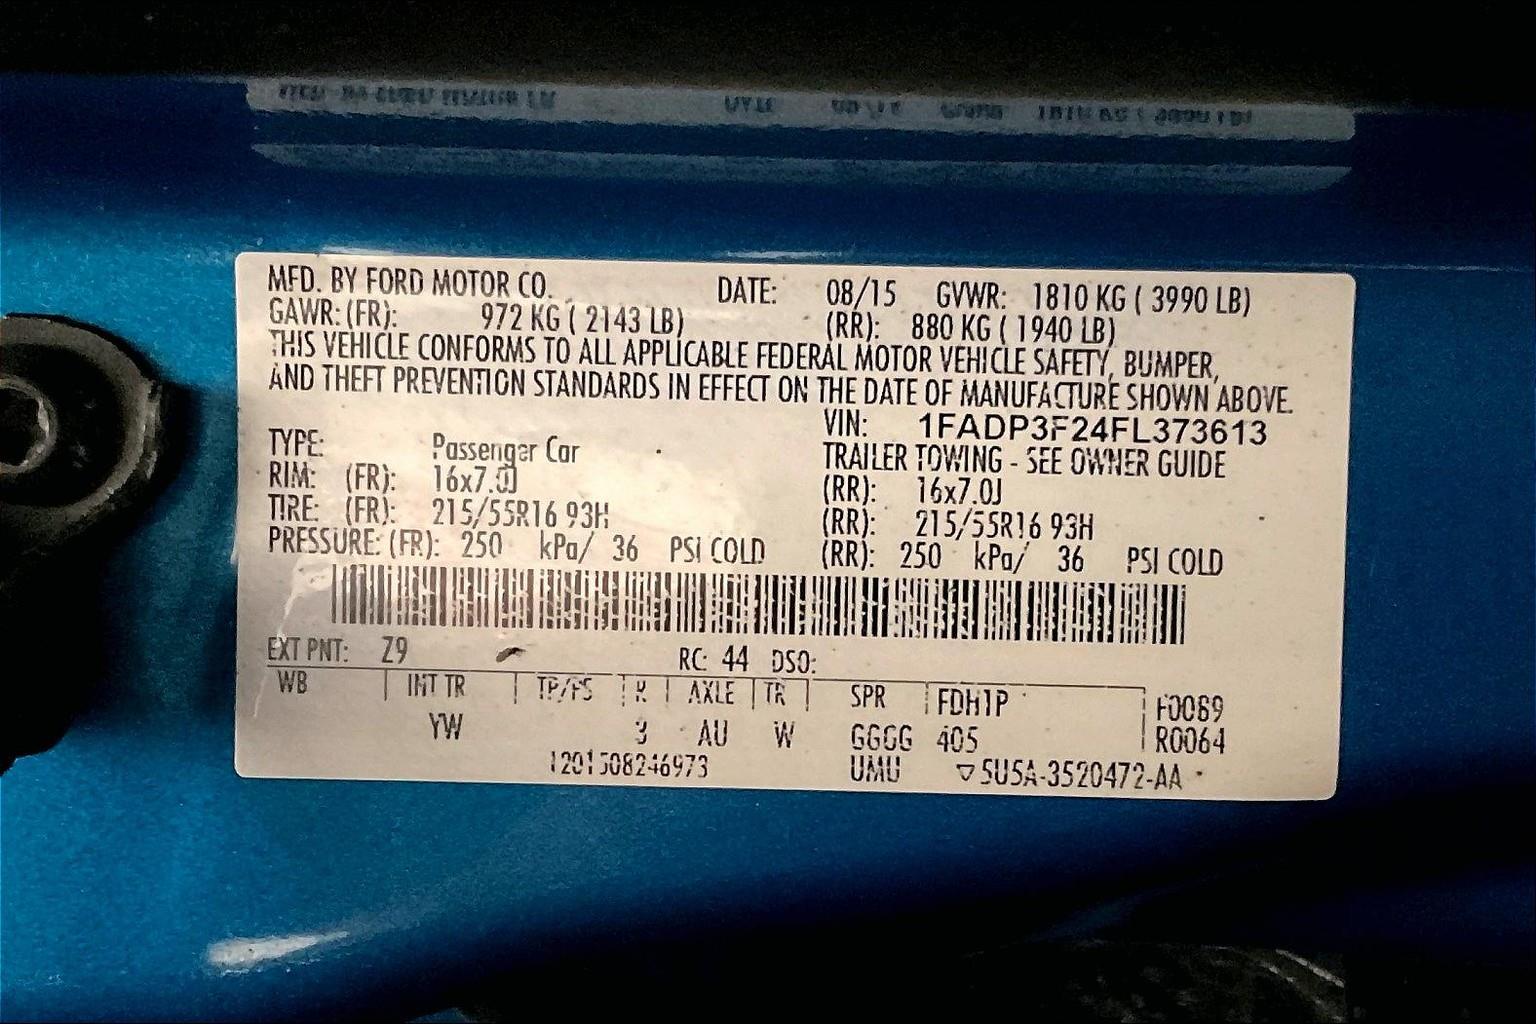 MFD. BY FORD MOTOR CO. DATE: 08/15 GVWR: 1810 KG ( 3990 LB)
GAWR: (FR): 972 KG ( 2143 LB) (RR): 880 KG ( 1940 LB)
THIS VEHICLE CONFORMS TO ALL APPLICABLE FEDERAL MOTOR VEHICLE SAFETY, BUMPER,
AND THEFT PREVENTION STANDARDS IN EFFECT ON THE DATE OF MANUFACTURE SHOWN ABOVE.
VIN: 1FADP3F24FL373613
TYPE: Passenger Car TRAILER TOWING - SEE OWNER GUIDE
RIM: (FR): 16x7.0J (RR): 16x7.0J
TIRE: (FR): 215/55R16 93H (RR): 215/55R16 93H
PRESSURE: (FR): 250 kPa/ 36 PSI COLD (RR): 250 kPa/ 36 PSI COLD
EXT PNT: Z9 RC: 44 DSO:
WB INT TR TP/PS R AXLE TR SPR FDH1P F0089
YW 3 AU W GGGG 405 R0064
1201508246973 UMU ▽5U5A-3520472-AA